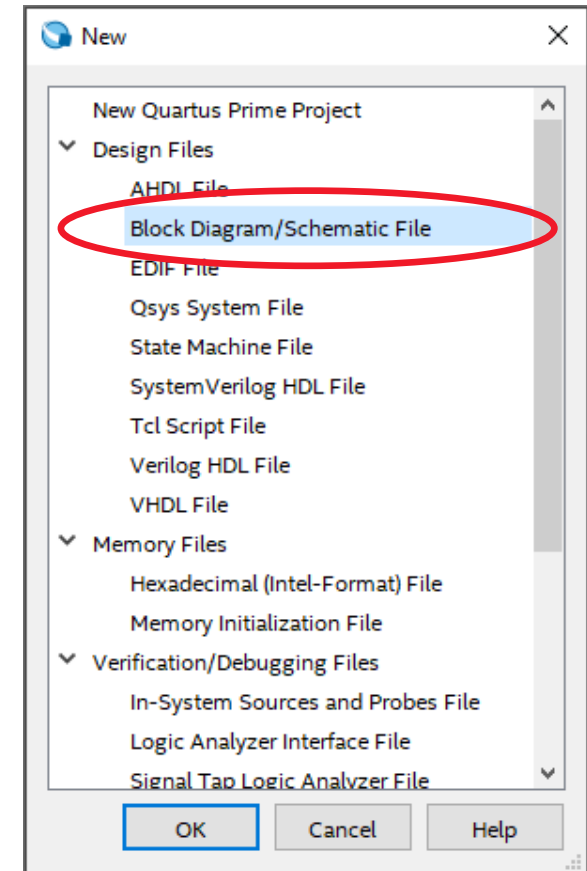 New
New Quartus Prime Project
Design Files
AHDL File
Block Diagram/Schematic File
EDIF File
Qsys System File
State Machine File
SystemVerilog HDL File
Tcl Script File
Verilog HDL File
VHDL File
Memory Files
Hexadecimal (Intel-Format) File
Memory Initialization File
Verification/Debugging Files
In-System Sources and Probes File
Logic Analyzer Interface File
Signal Tap Logic Analyzer File
OK Cancel Help